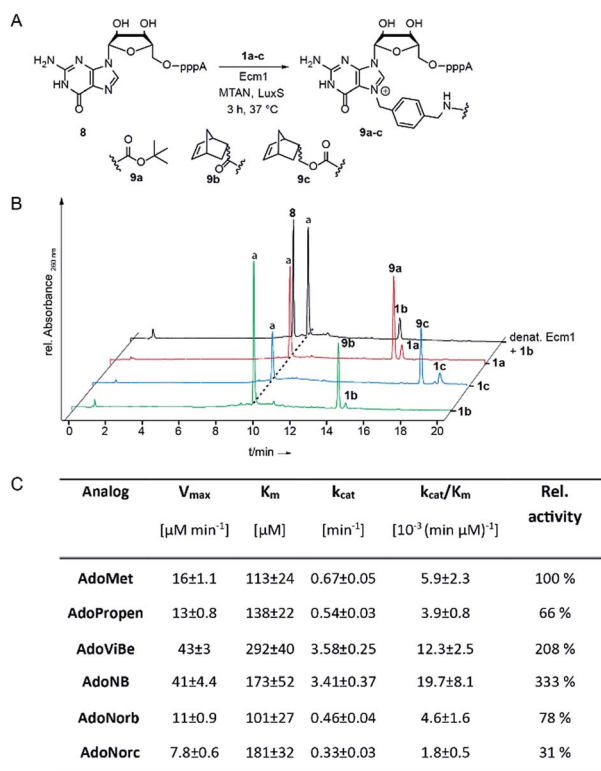 A
OH OH
N N O O pppA
H₂N N
HN N
O
8
1a-c
Ecm1
MTAN, LuxS
3 h, 37 °C
OH OH
N N O O pppA
H₂N N
HN N ⊕
O
HN
9a-c
O
O
9a
O
9b
O
O
9c
B
rel. Absorbance 260 nm
8 a
a 9a
a 1b 9c
a 9b 1a denat. Ecm1
+ 1b
1c 1a
1b 1c
1b
0 2 4 6 8 10 12 14 16 18 20
t/min →
C
Analog Vmax Km kcat kcat/Km Rel. activity
[µM min⁻¹] [µM] [min⁻¹] [10⁻³ (min µM)⁻¹]
AdoMet 16±1.1 113±24 0.67±0.05 5.9±2.3 100 %
AdoPropen 13±0.8 138±22 0.54±0.03 3.9±0.8 66 %
AdoViBe 43±3 292±40 3.58±0.25 12.3±2.5 208 %
AdoNB 41±4.4 173±52 3.41±0.37 19.7±8.1 333 %
AdoNorb 11±0.9 101±27 0.46±0.04 4.6±1.6 78 %
AdoNorc 7.8±0.6 181±32 0.33±0.03 1.8±0.5 31 %